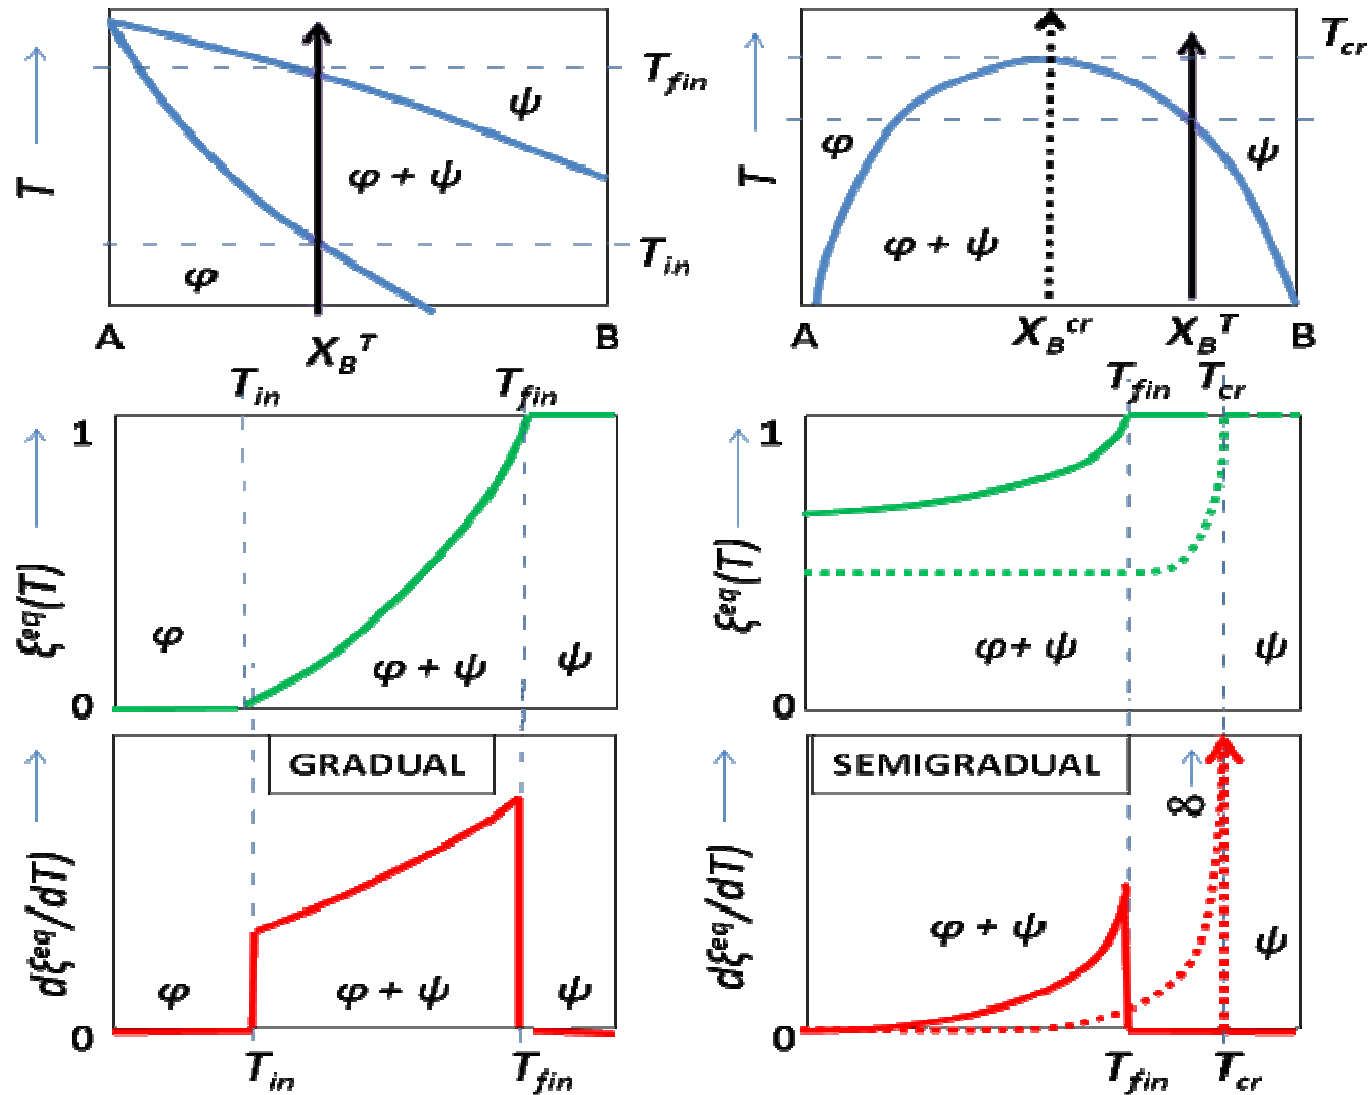 T
T_fin
T_in
ψ
φ + ψ
φ
A
X_B^T
B
T
T_cr
φ
ψ
φ + ψ
A
X_B^cr
X_B^T
B
T_in
T_fin
1
ξ^eq(T)
φ
φ + ψ
ψ
0
T_fin
T_cr
1
ξ^eq(T)
φ+ ψ
ψ
0
GRADUAL
dξ^eq/dT)
φ
φ + ψ
ψ
0
T_in
T_fin
SEMIGRADUAL
∞
dξ^eq/dT)
φ + ψ
ψ
0
T_fin
T_cr